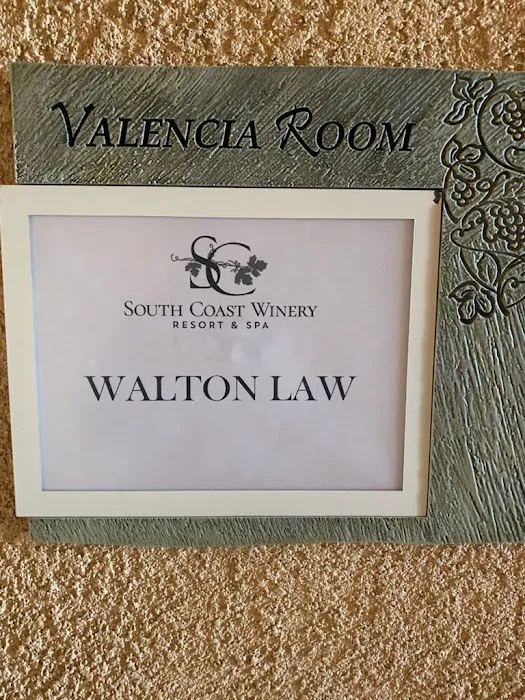 VALENCIA ROOM
SC
SOUTH COAST WINERY
RESORT & SPA
WALTON LAW